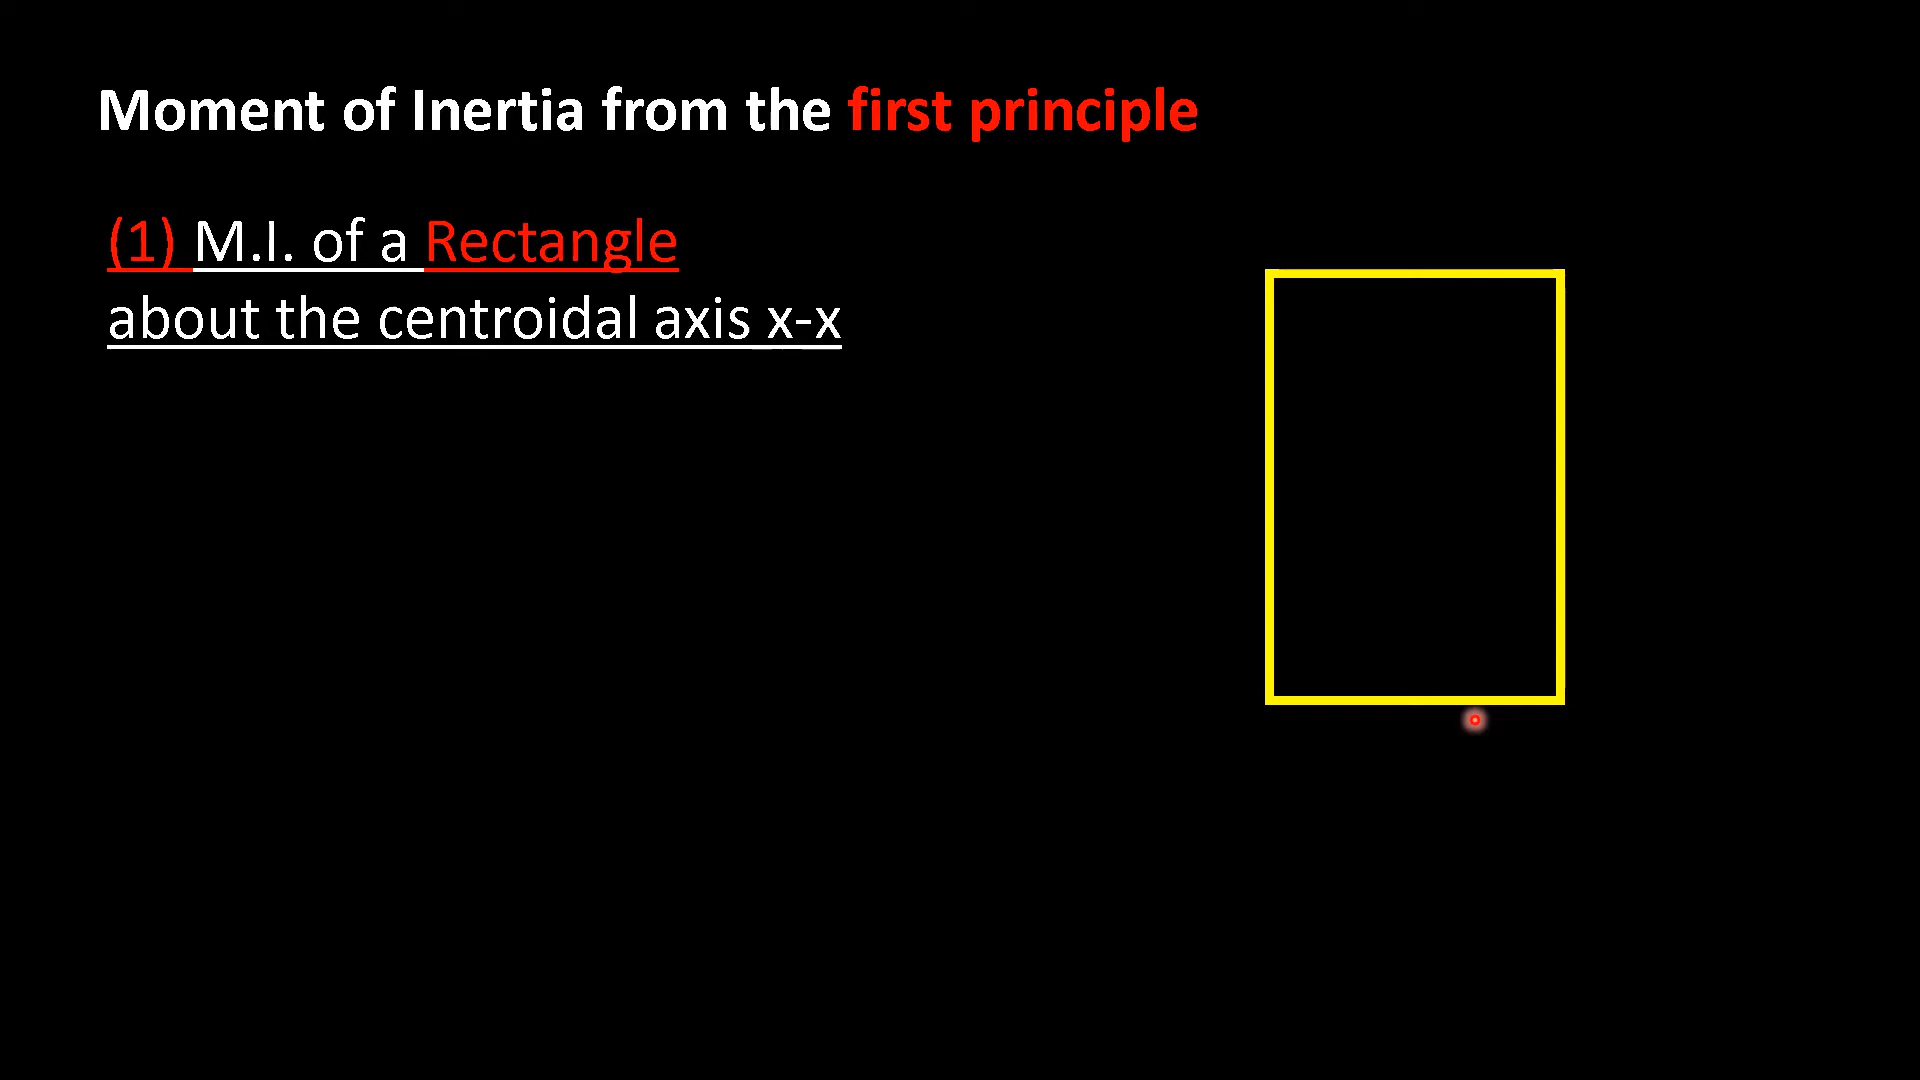 Moment of Inertia from the first principle
(1) M.I. of a Rectangle
about the centroidal axis x-x